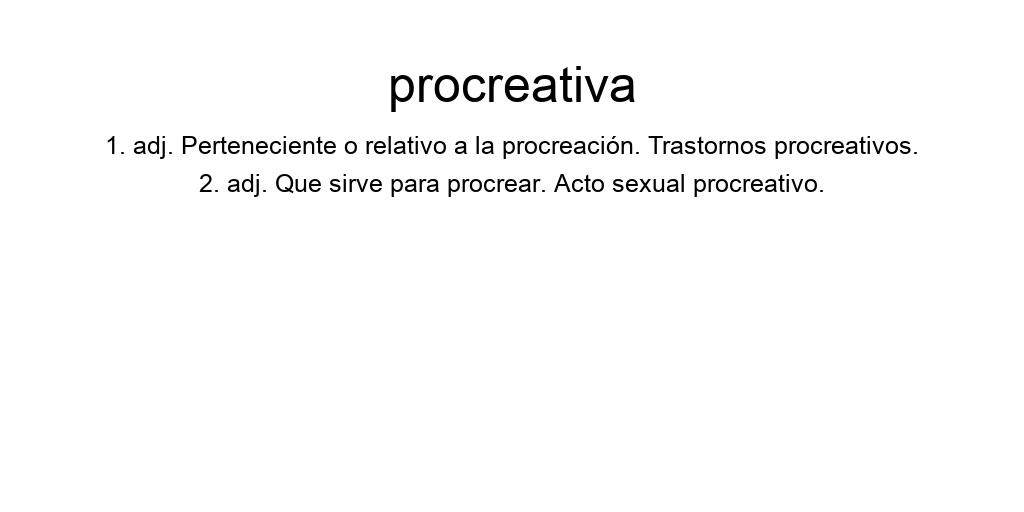 procreativa
1. adj. Perteneciente o relativo a la procreación. Trastornos procreativos.
2. adj. Que sirve para procrear. Acto sexual procreativo.